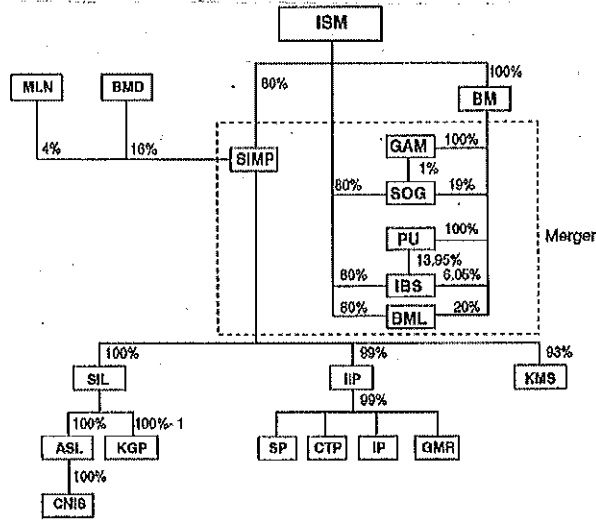 ISM
80%
100%
MLN
BMD
BM
4%
16%
SIMP
GAM
100%
1%
80%
SOG
19%
PU
100%
13,95%
Merger
80%
IBS
6,05%
80%
BML
20%
100%
99%
93%
SIL
IIP
KMS
100%
100%- 1
99%
ASL
KGP
SP
CTP
IP
GMR
100%
CNIS